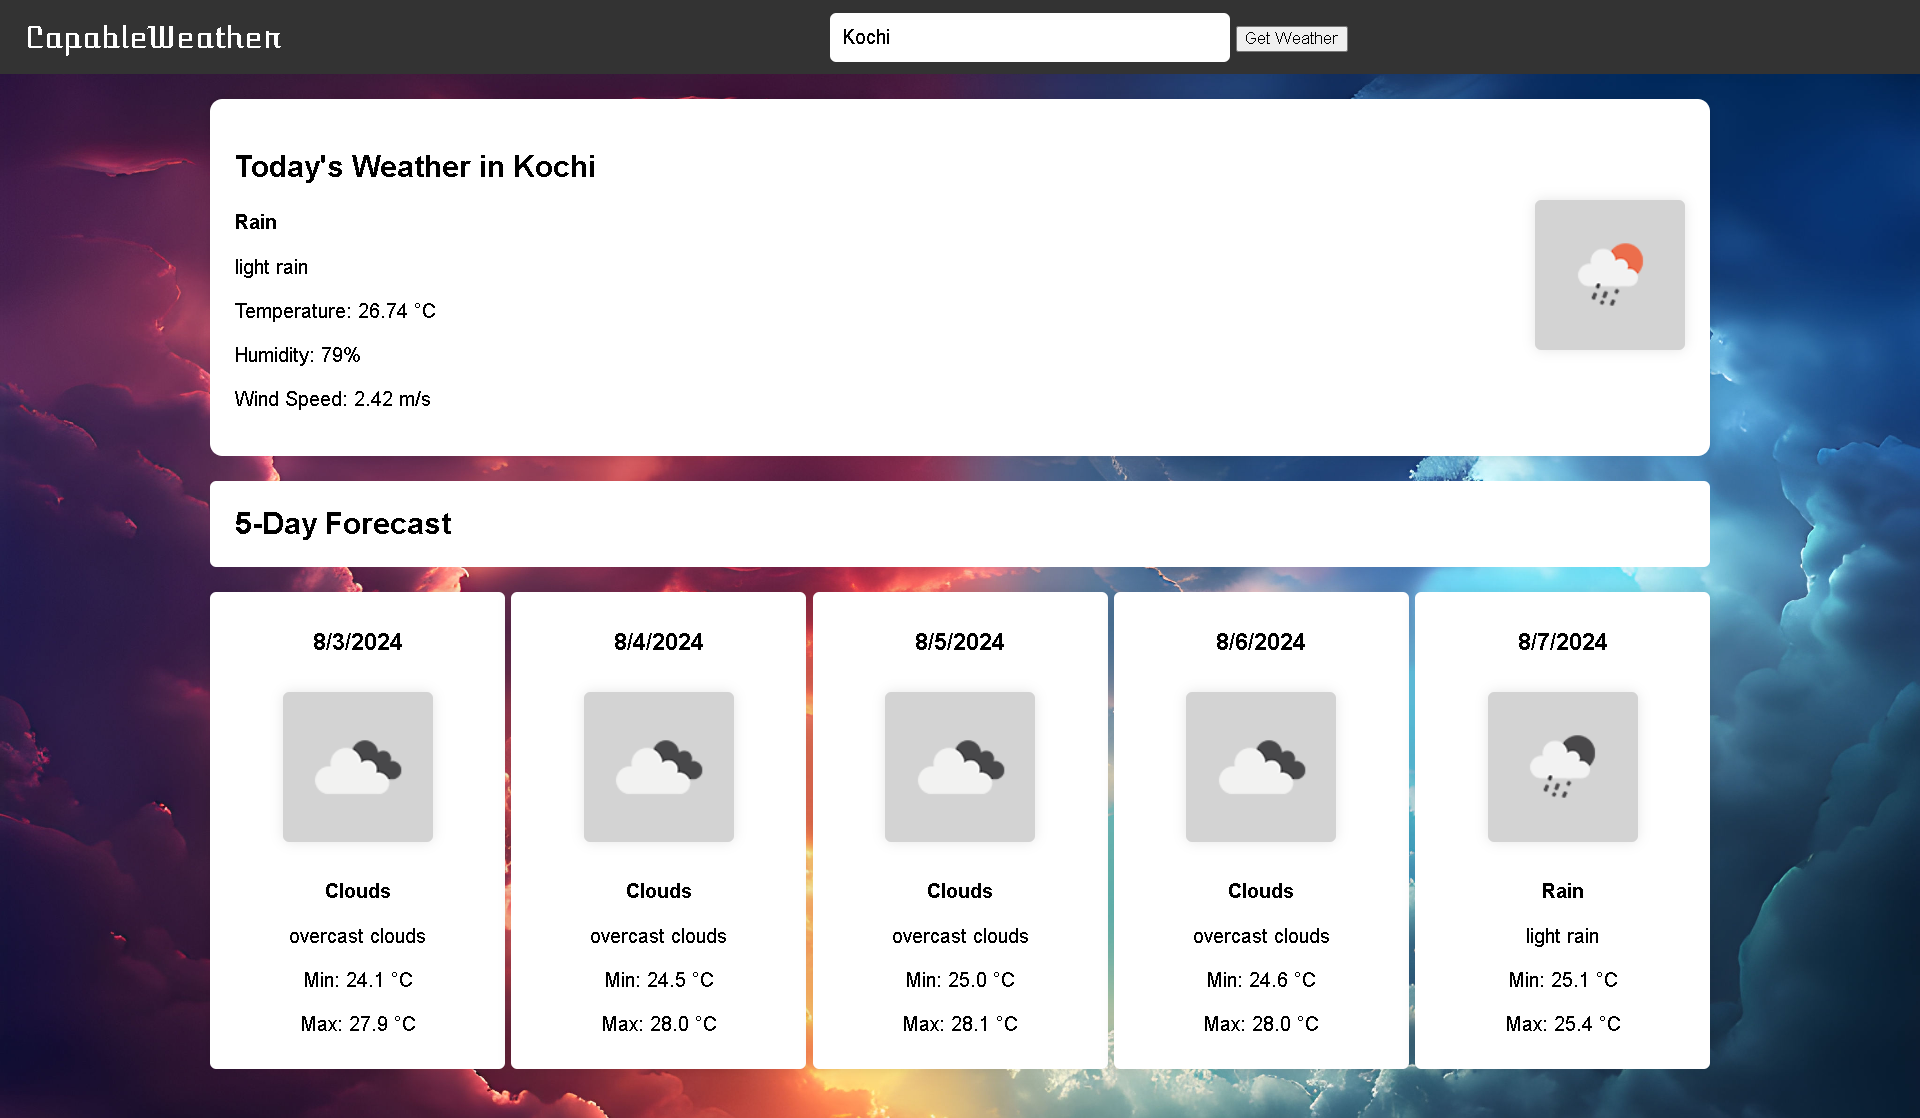 CapableWeather
Kochi
Get Weather
Today's Weather in Kochi
Rain
light rain
Temperature: 26.74 °C
Humidity: 79%
Wind Speed: 2.42 m/s
5-Day Forecast
8/3/2024
Clouds
overcast clouds
Min: 24.1 °C
Max: 27.9 °C
8/4/2024
Clouds
overcast clouds
Min: 24.5 °C
Max: 28.0 °C
8/5/2024
Clouds
overcast clouds
Min: 25.0 °C
Max: 28.1 °C
8/6/2024
Clouds
overcast clouds
Min: 24.6 °C
Max: 28.0 °C
8/7/2024
Rain
light rain
Min: 25.1 °C
Max: 25.4 °C